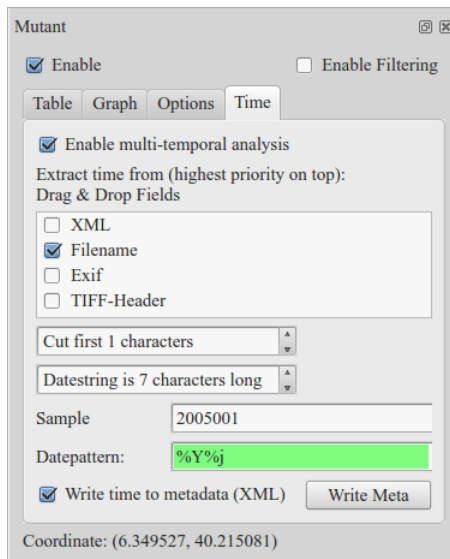 Mutant
Enable Enable Filtering
Table Graph Options Time
Enable multi-temporal analysis
Extract time from (highest priority on top):
Drag & Drop Fields
XML
Filename
Exif
TIFF-Header
Cut first 1 characters
Datestring is 7 characters long
Sample 2005001
Datepattern: %Y%j
Write time to metadata (XML) Write Meta
Coordinate: (6.349527, 40.215081)